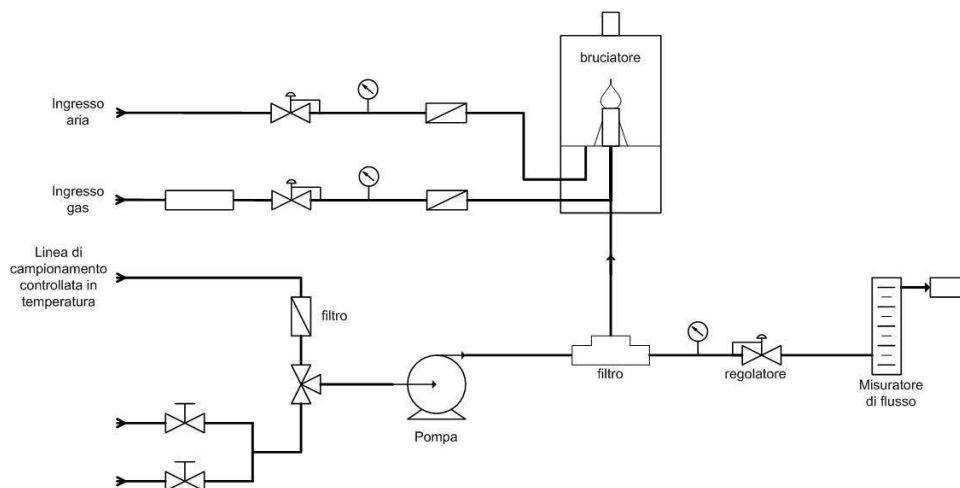 bruciatore
Ingresso
aria
Ingresso
gas
Linea di
campionamento
controllata in
temperatura
filtro
filtro
regolatore
Misuratore
di flusso
Pompa